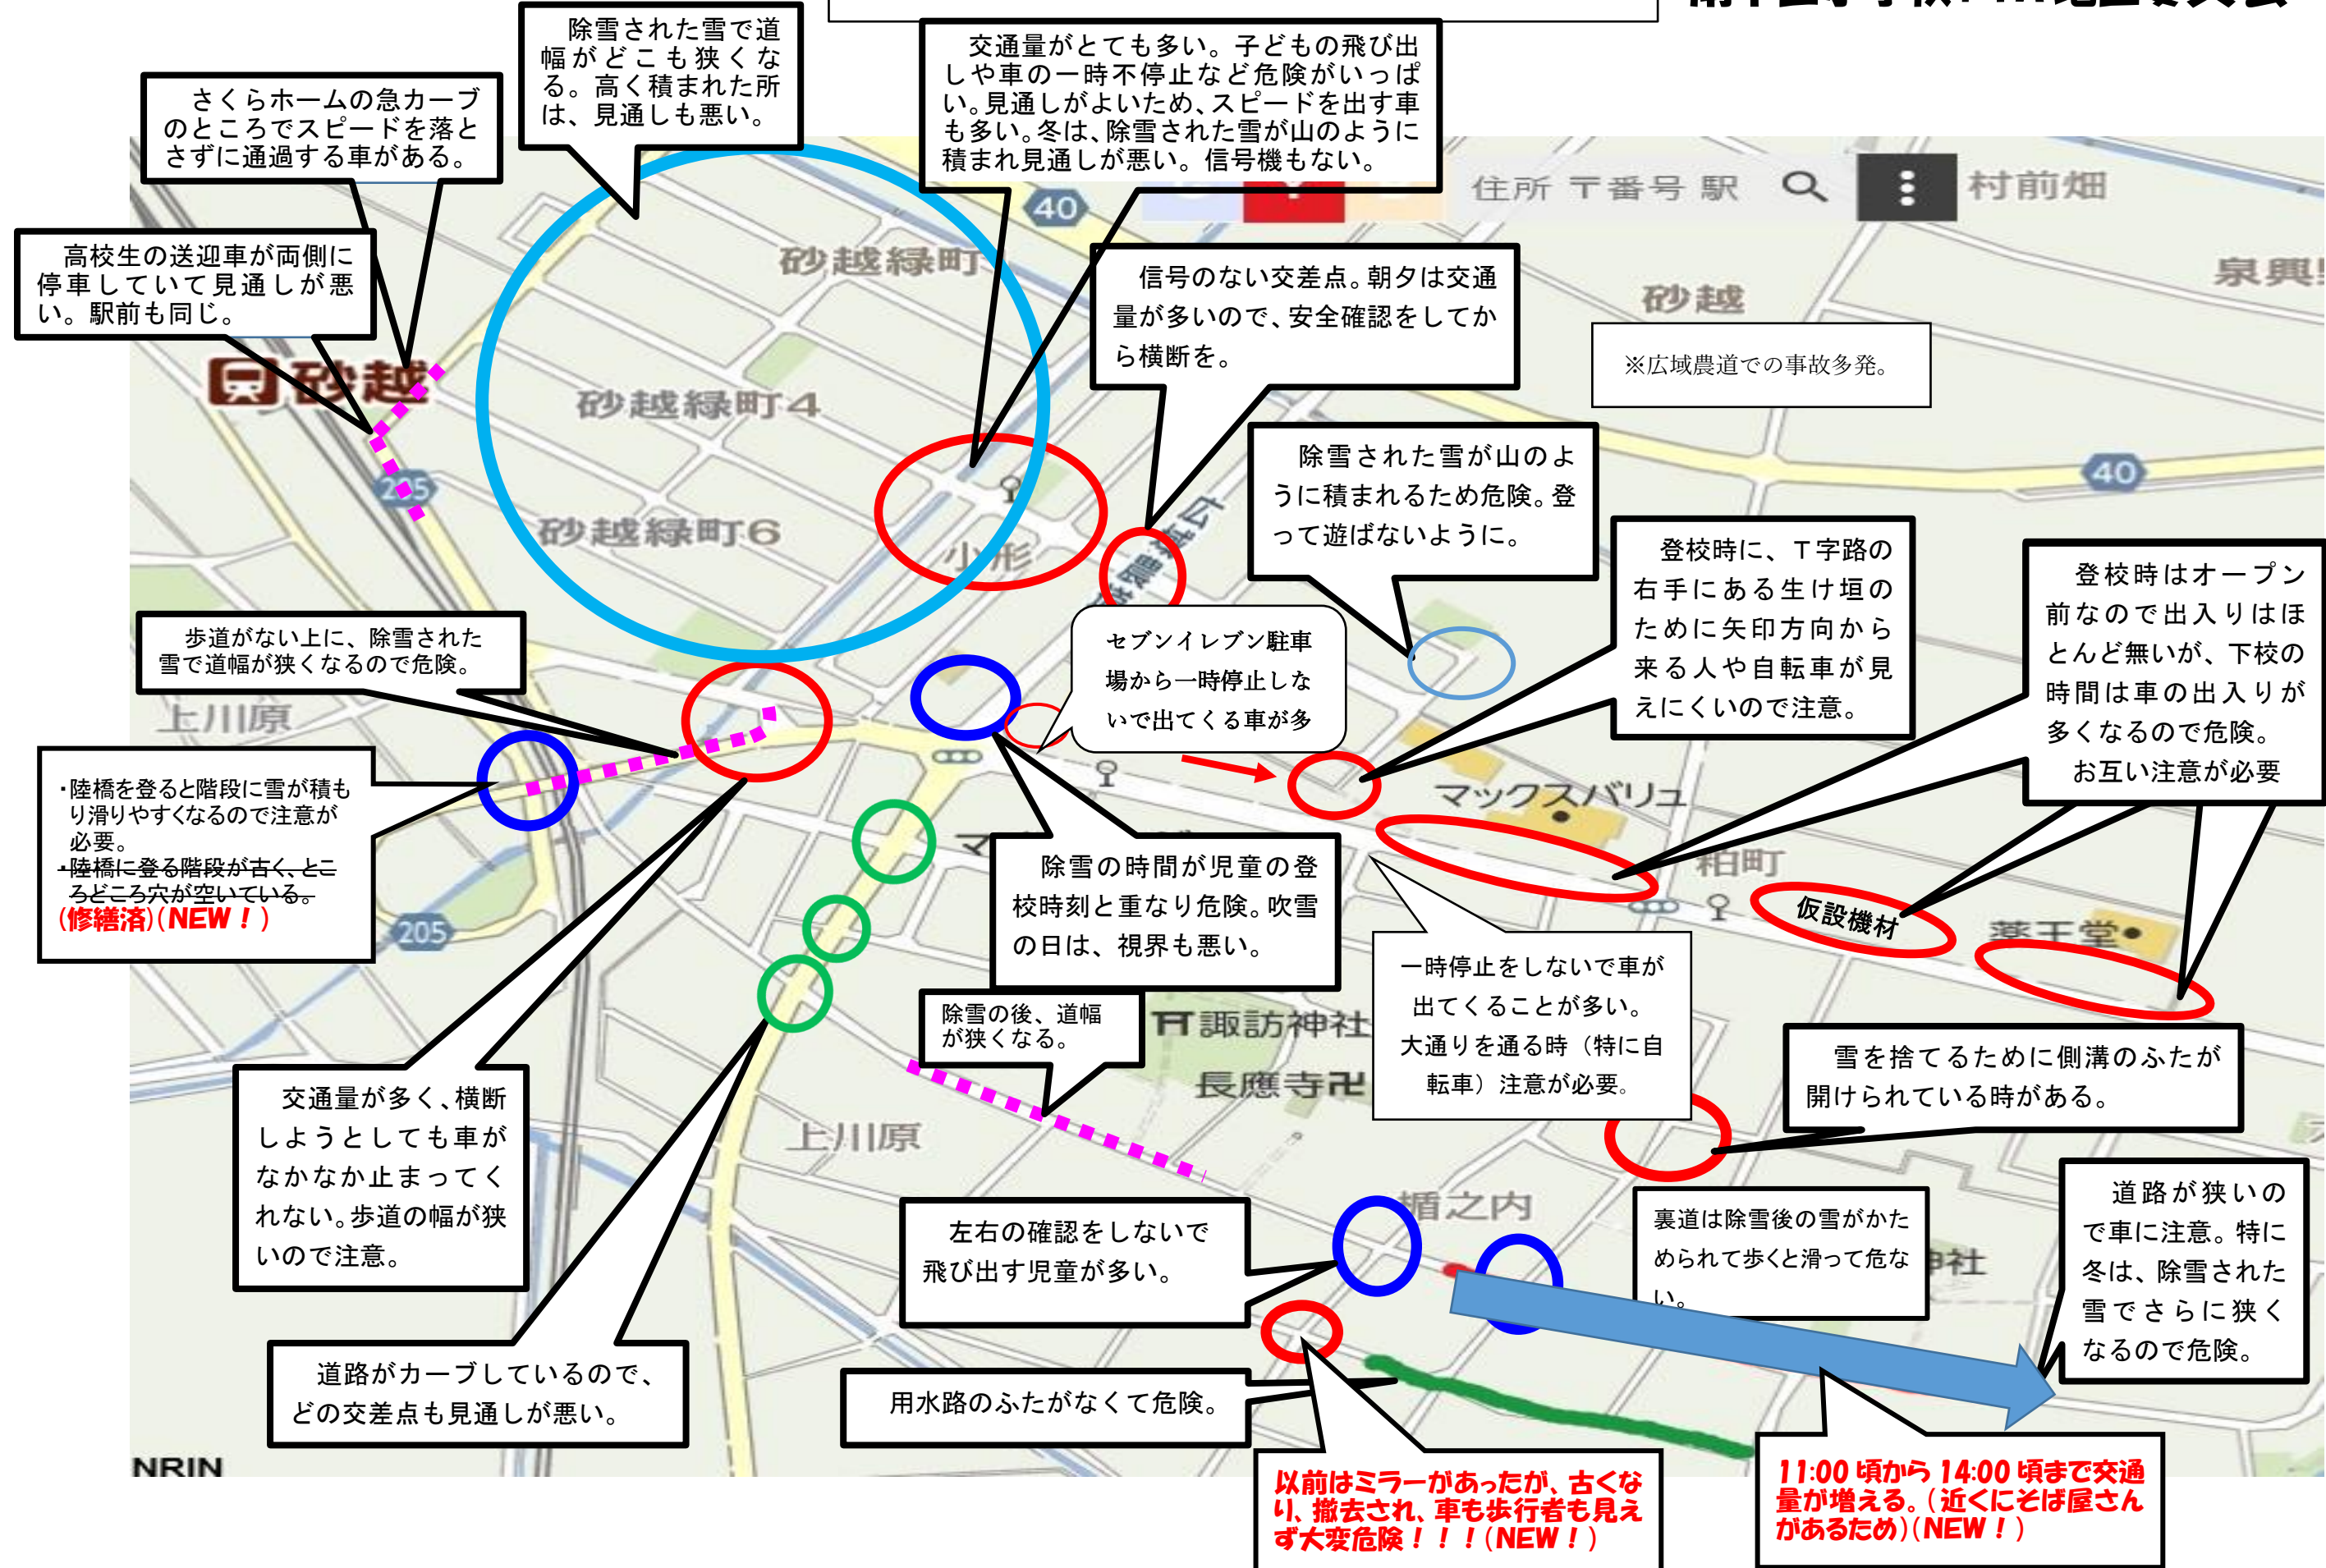 除雪された雪で道
幅がどこも狭くな
る。高く積まれた所
は、見通しも悪い。
交通量がとても多い。子どもの飛び出
しや車の一時不停止など危険がいっぱ
い。見通しがよいため、スピードを出す車
も多い。冬は、除雪された雪が山のように
積まれ見通しが悪い。信号機もない。
さくらホームの急カーブ
のところでスピードを落と
さずに通過する車がある。
住所 〒番号 駅
村前畑
40
高校生の送迎車が両側に
停車していて見通しが悪
い。駅前も同じ。
砂越緑町
信号のない交差点。朝夕は交通
量が多いので、安全確認をしてか
ら横断を。
砂越
※広域農道での事故多発。
砂越
砂越緑町4
205
砂越緑町6
小形
広域農道
40
除雪された雪が山のよ
うに積まれるため危険。登
って遊ばないように。
登校時に、T字路の
右手にある生け垣の
ために矢印方向から
来る人や自転車が見
えにくいので注意。
登校時はオープン
前なので出入りはほ
とんど無いが、下校の
時間は車の出入りが
多くなるので危険。
お互い注意が必要
歩道がない上に、除雪された
雪で道幅が狭くなるので危険。
セブンイレブン駐車
場から一時停止しな
いで出てくる車が多
上川原
・陸橋を登ると階段に雪が積も
り滑りやすくなるので注意が
必要。
・陸橋に登る階段が古く、とこ
ろどころ穴が空いている。
(修繕済)(NEW！)
205
マックスバリュ
粕町
仮設機材
薬王堂
除雪の時間が児童の登
校時刻と重なり危険。吹雪
の日は、視界も悪い。
一時停止をしないで車が
出てくることが多い。
大通りを通る時（特に自
転車）注意が必要。
除雪の後、道幅
が狭くなる。
諏訪神社
長應寺卍
雪を捨てるために側溝のふたが
開けられている時がある。
交通量が多く、横断
しようとしても車が
なかなか止まってく
れない。歩道の幅が狭
いので注意。
上川原
楯之内
左右の確認をしないで
飛び出す児童が多い。
裏道は除雪後の雪がかた
められて歩くと滑って危な
い。
神社
道路が狭いの
で車に注意。特に
冬は、除雪された
雪でさらに狭く
なるので危険。
道路がカーブしているので、
どの交差点も見通しが悪い。
用水路のふたがなくて危険。
NRIN
以前はミラーがあったが、古くな
り、撤去され、車も歩行者も見え
ず大変危険！！！(NEW！)
11:00 頃から 14:00 頃まで交通
量が増える。(近くにそば屋さん
があるため)(NEW！)